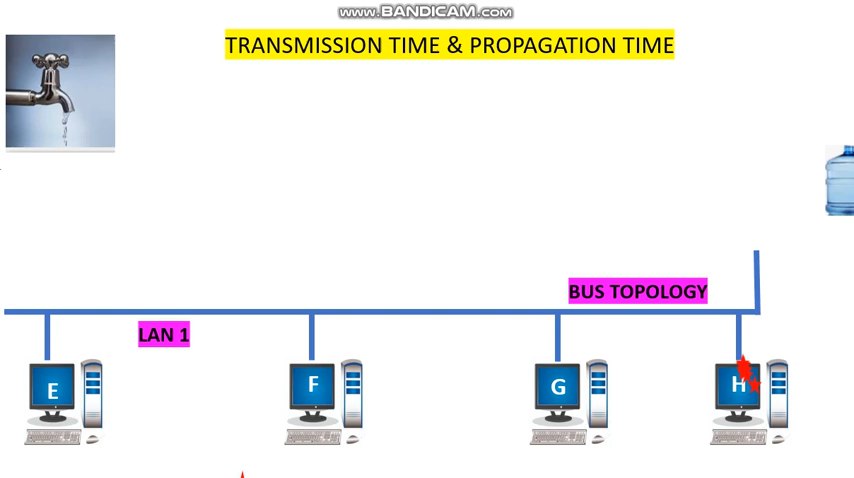 www.BANDICAM.com
TRANSMISSION TIME & PROPAGATION TIME
BUS TOPOLOGY
LAN 1
E
F
G
H